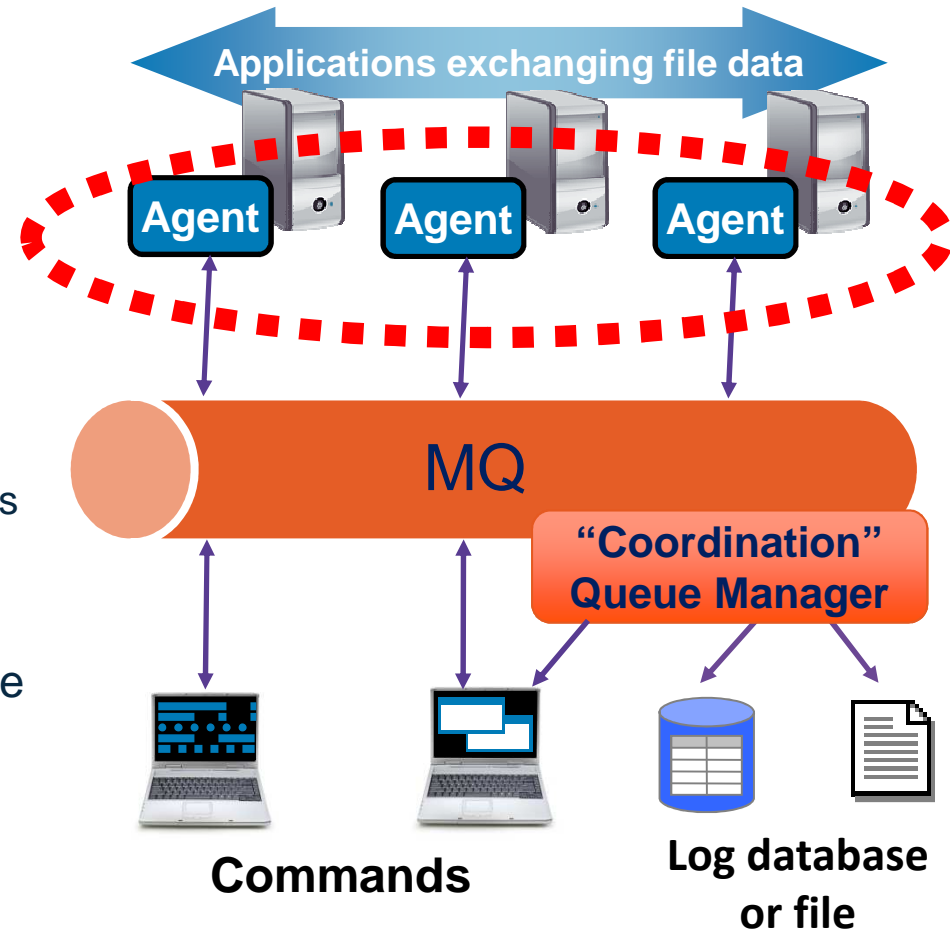 Applications exchanging file data
Agent
Agent
Agent
MQ
s
“Coordination”
Queue Manager
e
Commands
Log database
or file